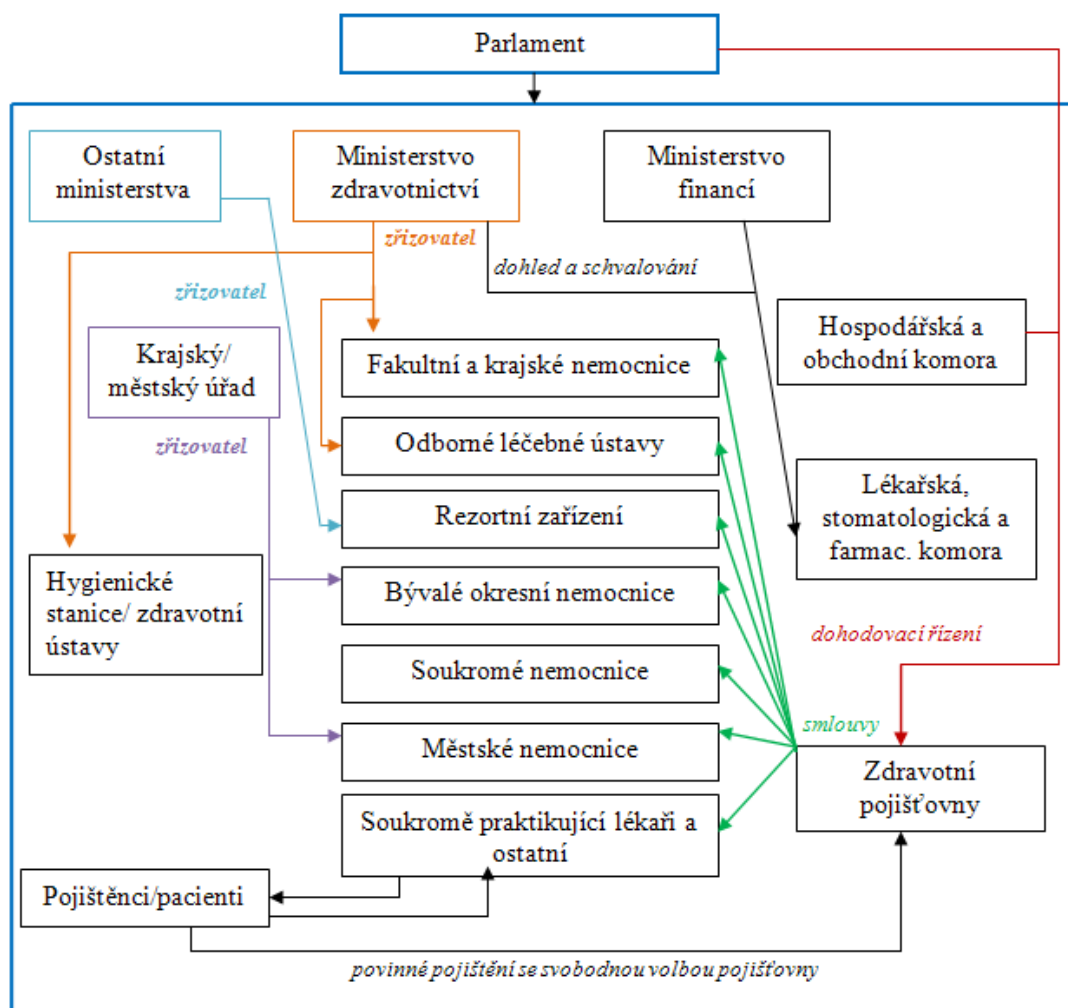 Parlament
Ostatní
ministerstva
Ministerstvo
zdravotnictví
Ministerstvo
financí
zřizovatel
dohled a schvalování
zřizovatel
Hospodářská a
obchodní komora
Krajský/
městský úřad
Fakultní a krajské nemocnice
zřizovatel
Odborné léčebné ústavy
Lékařská,
stomatologická a
farmac. komora
Rezortní zařízení
Hygienické
stanice/ zdravotní
ústavy
Bývalé okresní nemocnice
dohodovací řízení
Soukromé nemocnice
smlouvy
Městské nemocnice
Zdravotní
pojišťovny
Soukromě praktikující lékaři a
ostatní
Pojištěnci/pacienti
povinné pojištění se svobodnou volbou pojišťovny